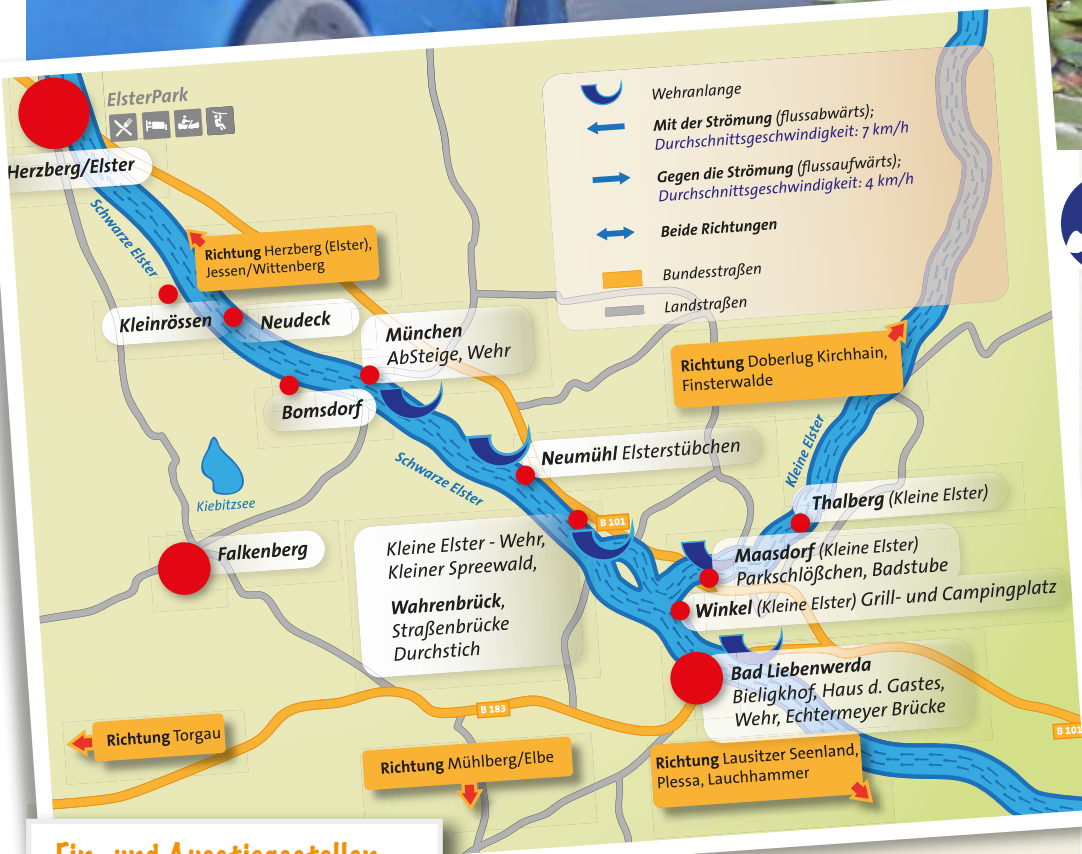 ElsterPark
Herzberg/Elster
Schwarze Elster
Richtung Herzberg (Elster),
Jessen/Wittenberg
Kleinrössen
Neudeck
München
AbSteige, Wehr
Bomsdorf
Wehranlange
Mit der Strömung (flussabwärts);
Durchschnittsgeschwindigkeit: 7 km/h
Gegen die Strömung (flussaufwärts);
Durchschnittsgeschwindigkeit: 4 km/h
Beide Richtungen
Bundesstraßen
Landstraßen
Richtung Doberlug Kirchhain,
Finsterwalde
Kiebitzsee
Schwarze Elster
Neumühl Elsterstübchen
Kleine Elster
Thalberg (Kleine Elster)
B 101
Falkenberg
Kleine Elster - Wehr,
Kleiner Spreewald,
Wahrenbrück,
Straßenbrücke
Durchstich
Maasdorf (Kleine Elster)
Parkschlößchen, Badstube
Winkel (Kleine Elster) Grill- und Campingplatz
Bad Liebenwerda
Bieligkhof, Haus d. Gastes,
Wehr, Echtermeyer Brücke
B 183
B 101
Richtung Torgau
Richtung Mühlberg/Elbe
Richtung Lausitzer Seenland,
Plessa, Lauchhammer
Ein- und Ausstiegsstellen